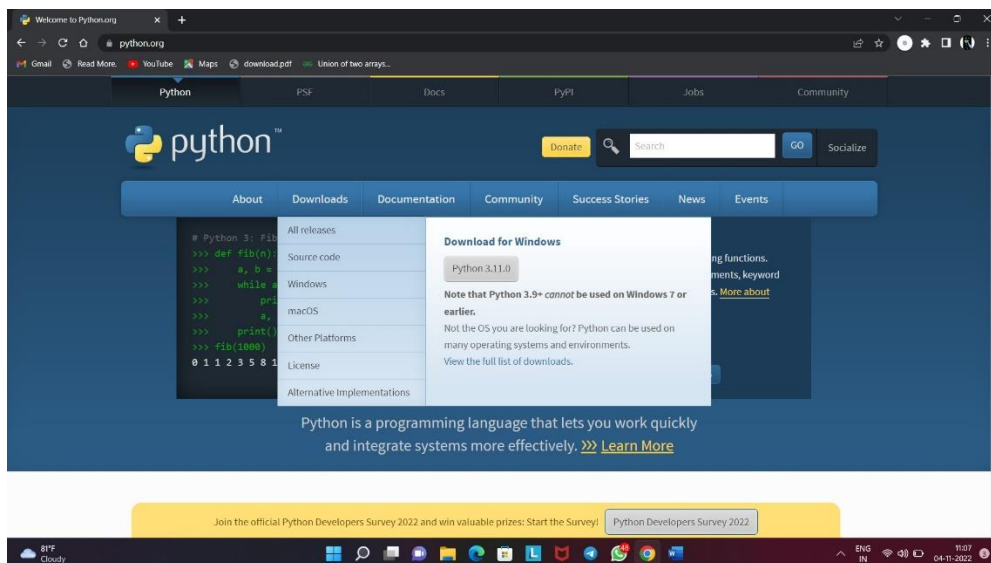 Welcome to Python.org
python.org
Gmail Read More. YouTube Maps download.pdf Union of two arrays...
Python PSF Docs PyPI Jobs Community
python™
Donate Search GO Socialize
About Downloads Documentation Community Success Stories News Events
# Python 3: Fib
>>> def fib(n):
>>> a, b =
>>> while a
>>> pri
>>> a,
>>> print()
>>> fib(1000)
0 1 1 2 3 5 8 1
All releases
Source code
Windows
macOS
Other Platforms
License
Alternative Implementations
Download for Windows
Python 3.11.0
Note that Python 3.9+ cannot be used on Windows 7 or
earlier.
Not the OS you are looking for? Python can be used on
many operating systems and environments.
View the full list of downloads.
ng functions.
ments, keyword
s. More about
Python is a programming language that lets you work quickly
and integrate systems more effectively. >>> Learn More
Join the official Python Developers Survey 2022 and win valuable prizes: Start the Survey! Python Developers Survey 2022
81°F
Cloudy
L
48
ENG
IN
11:07
04-11-2022